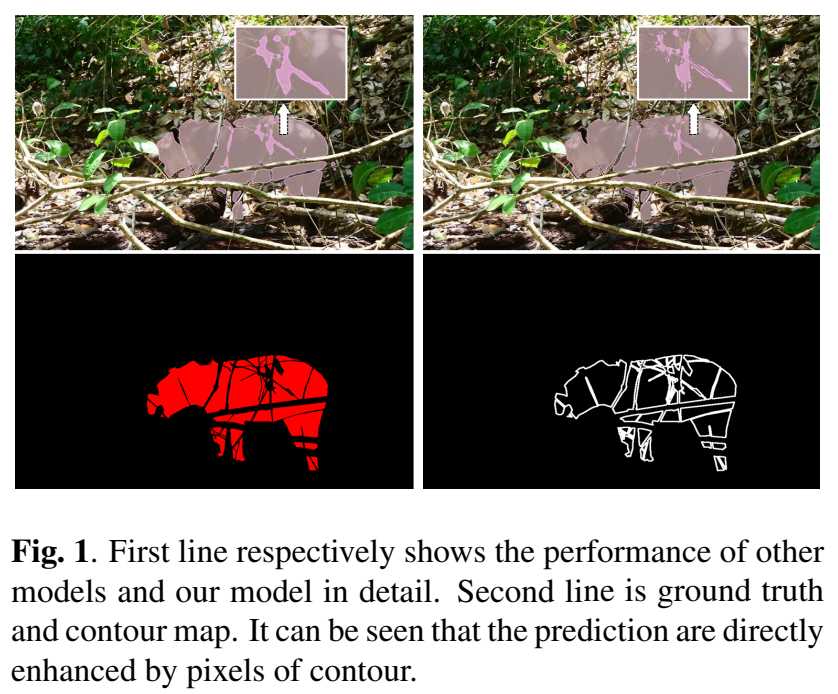 Fig. 1. First line respectively shows the performance of other
models and our model in detail. Second line is ground truth
and contour map. It can be seen that the prediction are directly
enhanced by pixels of contour.